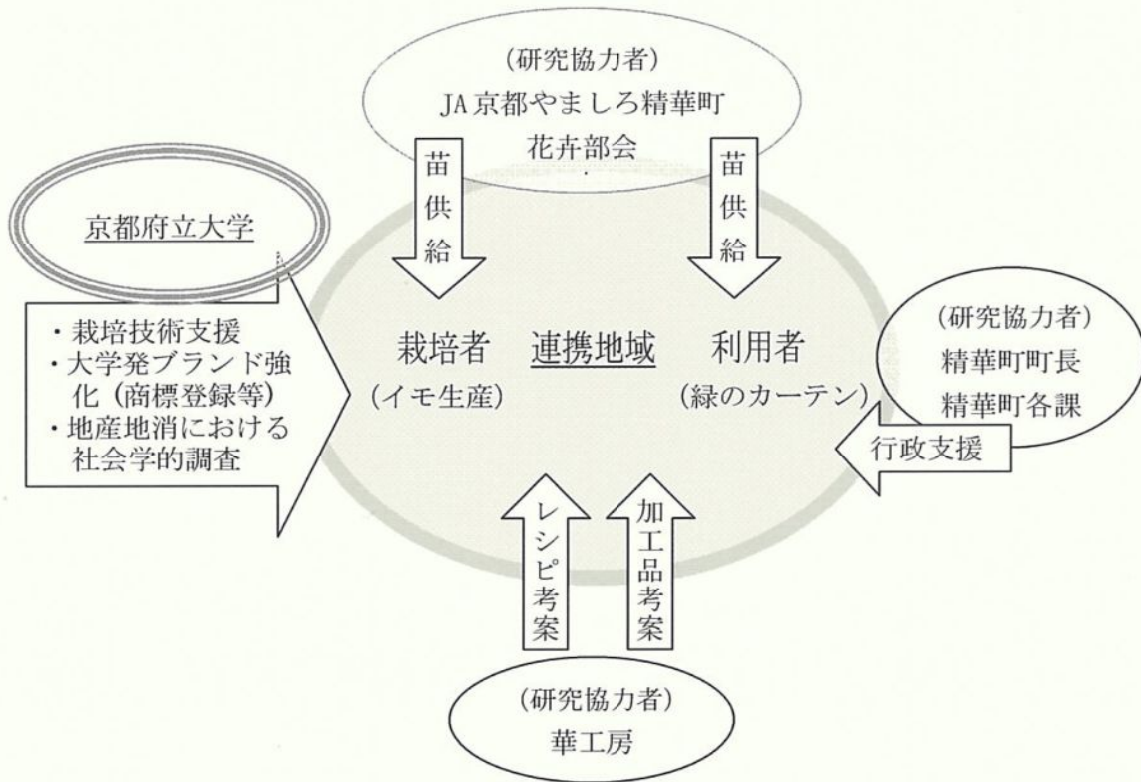 (研究協力者)
JA京都やましろ精華町
花卉部会
苗供給
苗供給
京都府立大学
・栽培技術支援
・大学発ブランド強
化(商標登録等)
・地産地消における
社会学的調査
栽培者
(イモ生産)
連携地域
利用者
(緑のカーテン)
(研究協力者)
精華町町長
精華町各課
行政支援
レシピ考案
加工品考案
(研究協力者)
華工房